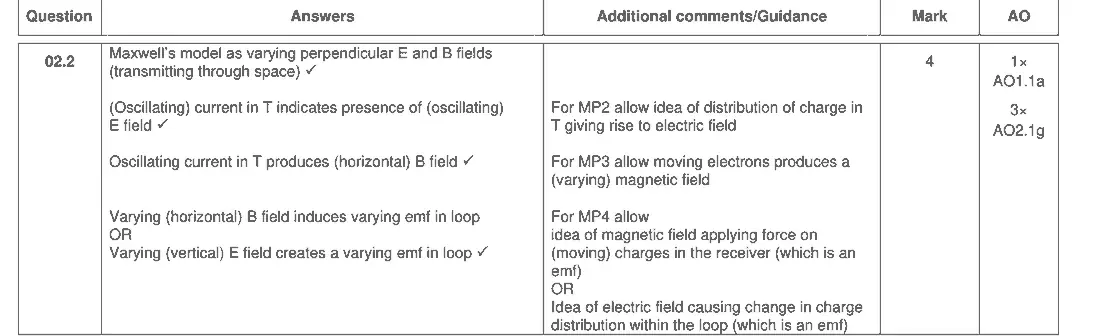 Question Answers Additional comments/Guidance Mark AO
02.2 Maxwell's model as varying perpendicular E and B fields 4 1×
(transmitting through space) ✓ AO1.1a
(Oscillating) current in T indicates presence of (oscillating) For MP2 allow idea of distribution of charge in 3×
E field ✓ T giving rise to electric field AO2.1g
Oscillating current in T produces (horizontal) B field ✓ For MP3 allow moving electrons produces a
(varying) magnetic field
Varying (horizontal) B field induces varying emf in loop For MP4 allow
OR idea of magnetic field applying force on
Varying (vertical) E field creates a varying emf in loop ✓ (moving) charges in the receiver (which is an
emf)
OR
Idea of electric field causing change in charge
distribution within the loop (which is an emf)